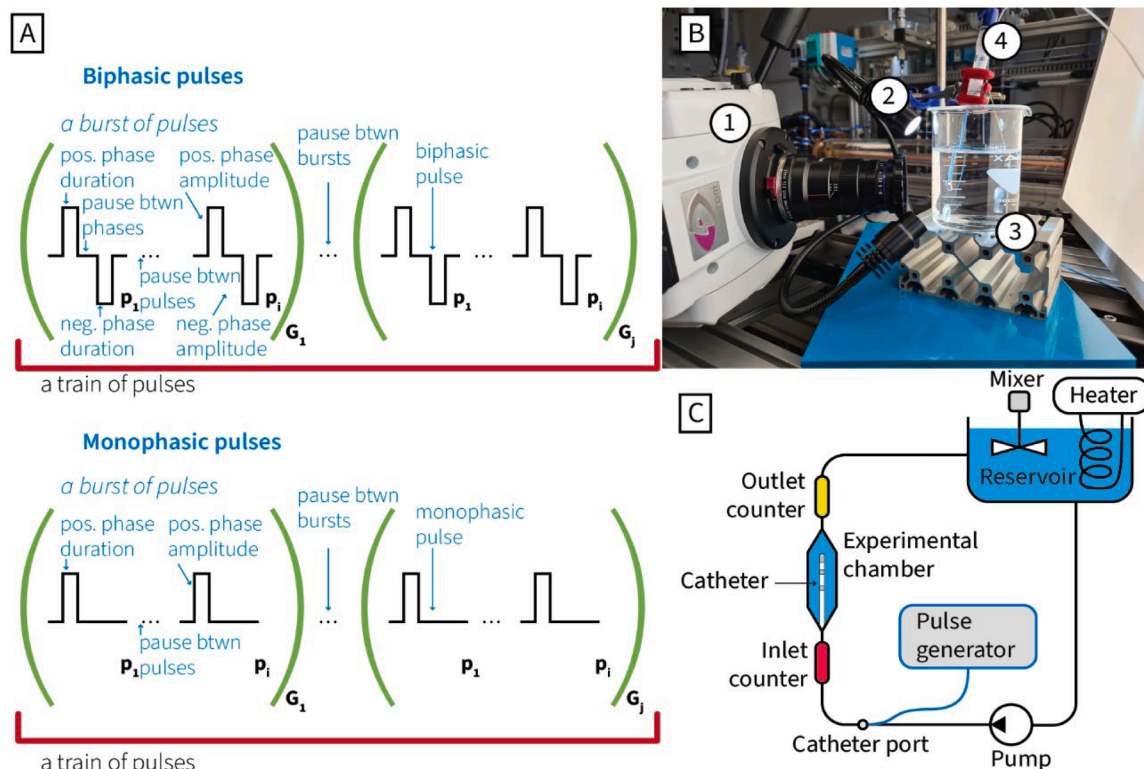 A
Biphasic pulses
a burst of pulses
pos. phase
duration
pos. phase
amplitude
pause btwn
phases
pause btwn
bursts
biphasic
pulse
...
...
...
pause btwn
pulses
p1
pi
p1
pi
neg. phase
duration
neg. phase
amplitude
G1
Gj
a train of pulses
Monophasic pulses
a burst of pulses
pos. phase
duration
pos. phase
amplitude
pause btwn
bursts
monophasic
pulse
...
...
...
pause btwn
pulses
p1
pi
p1
pi
G1
Gj
a train of pulses
B
1
2
3
4
C
Mixer
Heater
Reservoir
Outlet
counter
Experimental
chamber
Catheter
Pulse
generator
Inlet
counter
Catheter port
Pump